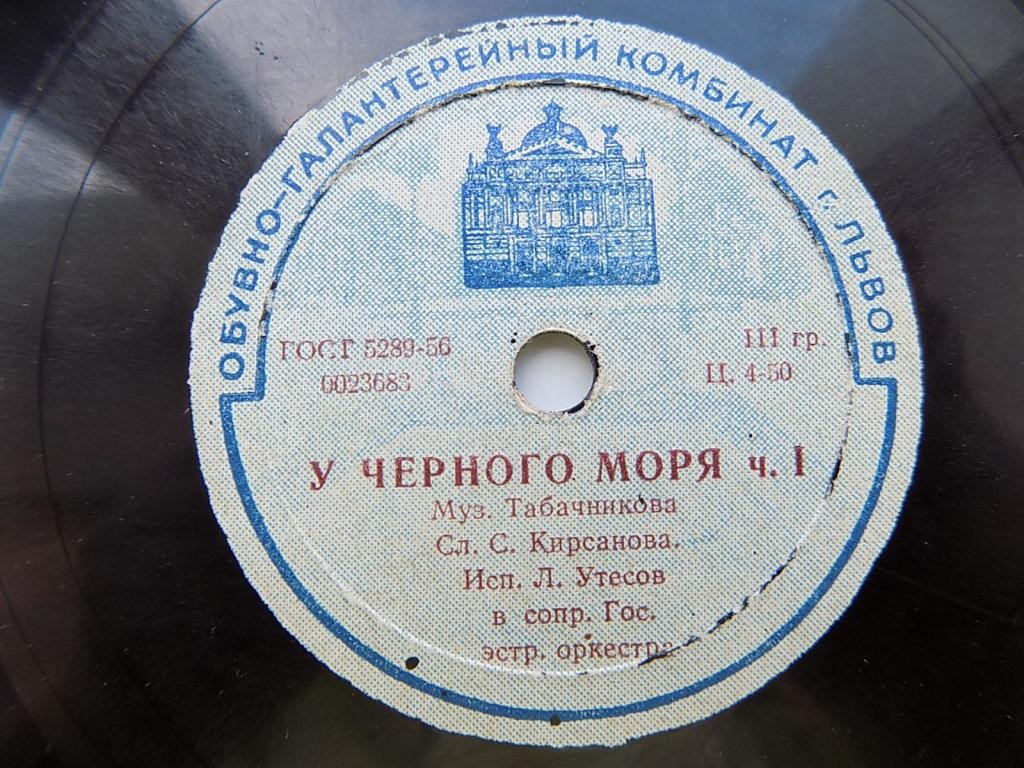 ОБУВНО-ГАЛАНТЕРЕЙНЫЙ КОМБИНАТ г. ЛЬВОВ
ГОСТ 5289-56
0023683
III гр.
Ц. 4-50
У ЧЕРНОГО МОРЯ ч. I
Муз. Табачникова
Сл. С. Кирсанова.
Исп. Л. Утесов
в сопр. Гос.
эстр. оркестра